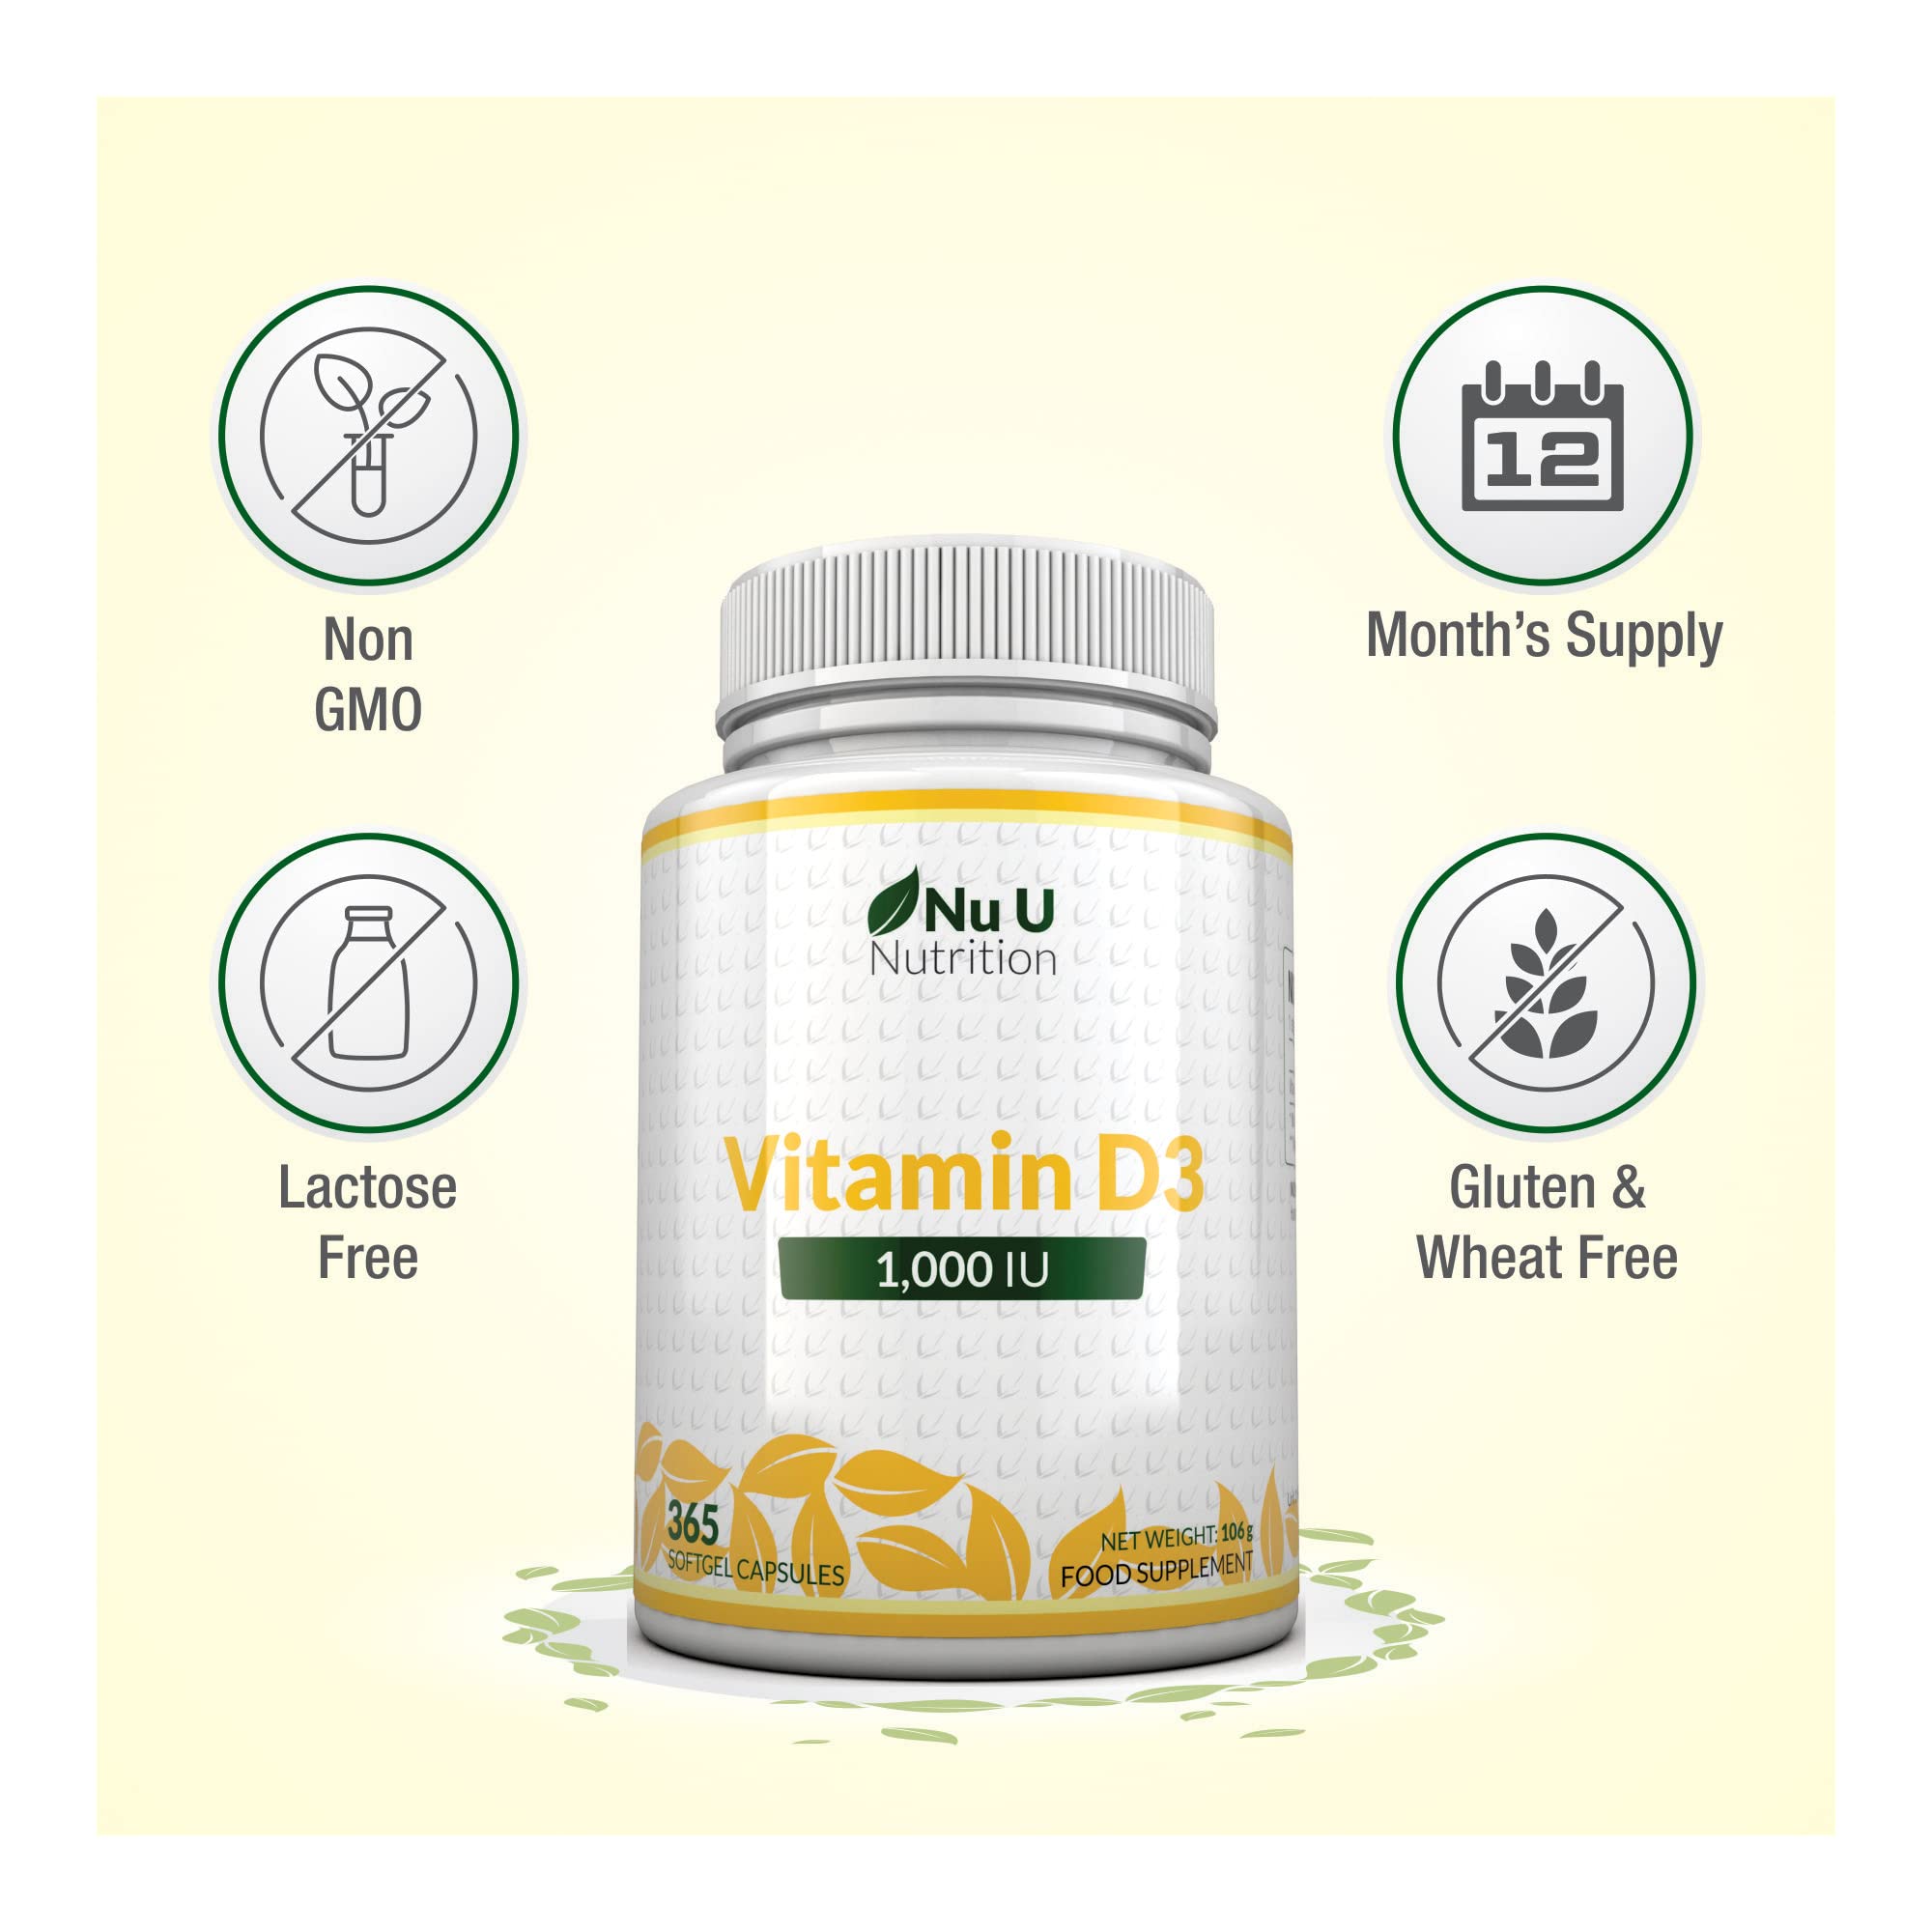 Non
GMO
12
Month's Supply
Lactose
Free
Gluten &
Wheat Free
Nu U
Nutrition
Vitamin D3
1,000 IU
365
SOFTGEL CAPSULES
NET WEIGHT: 106 g
FOOD SUPPLEMENT